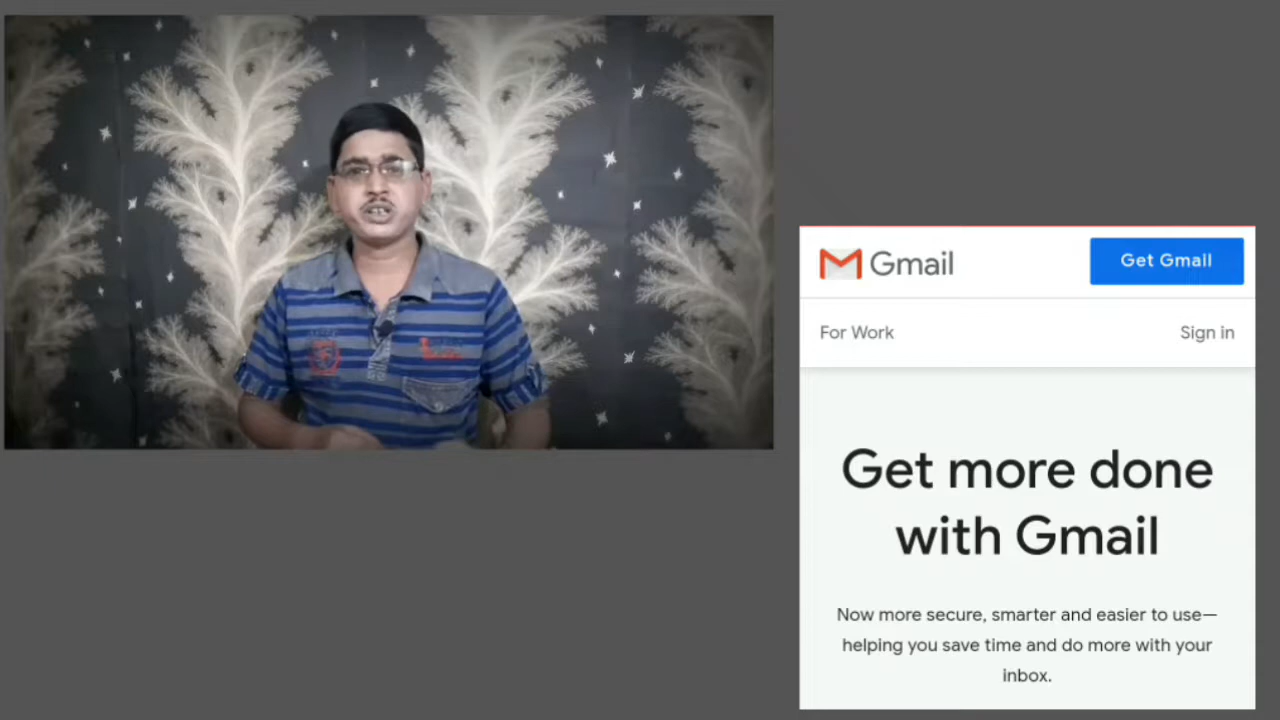 Gmail
Get Gmail
For Work
Sign in
Get more done
with Gmail
Now more secure, smarter and easier to use—
helping you save time and do more with your
inbox.